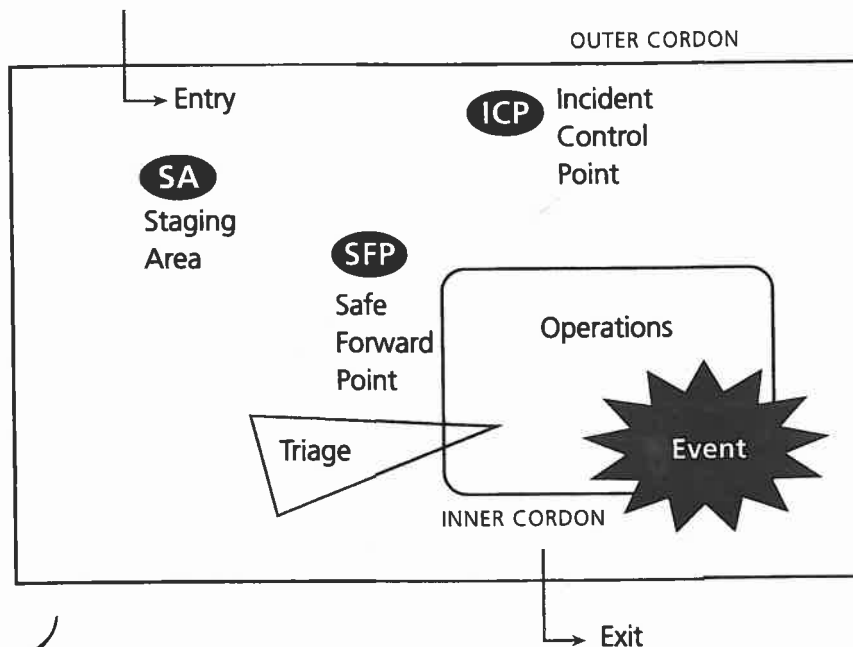 OUTER CORDON
Entry
ICP
Incident
Control
Point
SA
Staging
Area
SFP
Safe
Forward
Point
Operations
Triage
Event
INNER CORDON
Exit